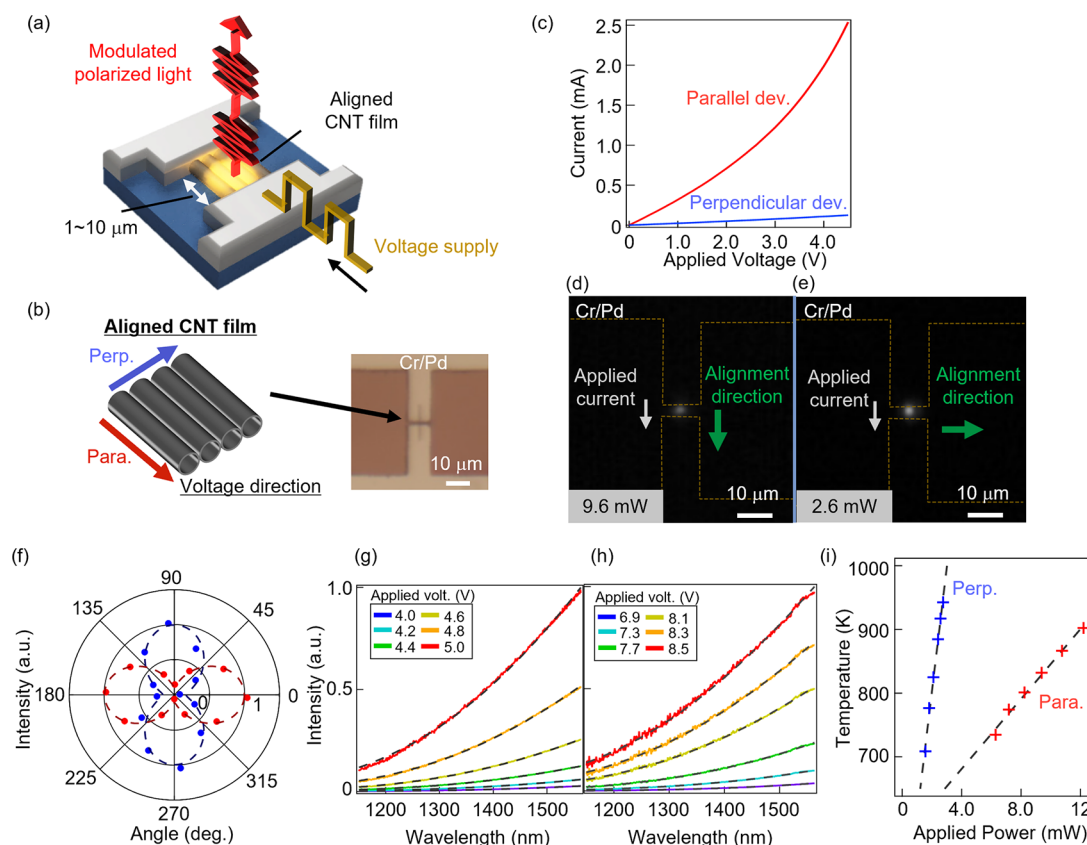 (a)
Modulated
polarized light
Aligned
CNT film
1~10 μm
Voltage supply
(b)
Aligned CNT film
Perp.
Para.
Voltage direction
Cr/Pd
10 μm
(c)
Current (mA)
2.5
2.0
1.5
1.0
0.5
0.0
Parallel dev.
Perpendicular dev.
0 1.0 2.0 3.0 4.0
Applied Voltage (V)
(d)
Cr/Pd
Applied
current
Alignment
direction
9.6 mW
10 μm
(e)
Cr/Pd
Applied
current
Alignment
direction
2.6 mW
10 μm
(f)
Intensity (a.u.)
90
135 45
180 0 1 0
225 315
270
Angle (deg.)
(g)
Intensity (a.u.)
1.0
0.5
0
Applied volt. (V)
4.0 4.6
4.2 4.8
4.4 5.0
1200 1300 1400 1500
Wavelength (nm)
(h)
Applied volt. (V)
6.9 8.1
7.3 8.3
7.7 8.5
1200 1300 1400 1500
Wavelength (nm)
(i)
Temperature (K)
1000
900
800
700
Perp.
Para.
0 4.0 8.0 12
Applied Power (mW)